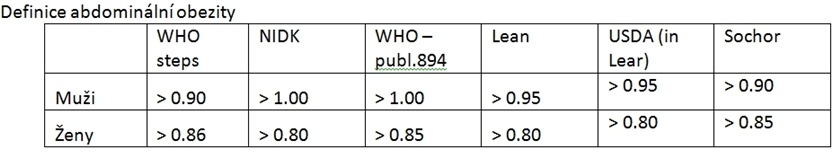 Definice abdominální obezity
WHO steps NIDK WHO – publ.894 Lean USDA (in Lear) Sochor
Muži > 0.90 > 1.00 > 1.00 > 0.95 > 0.95 > 0.90
Ženy > 0.86 > 0.80 > 0.85 > 0.80 > 0.80 > 0.85